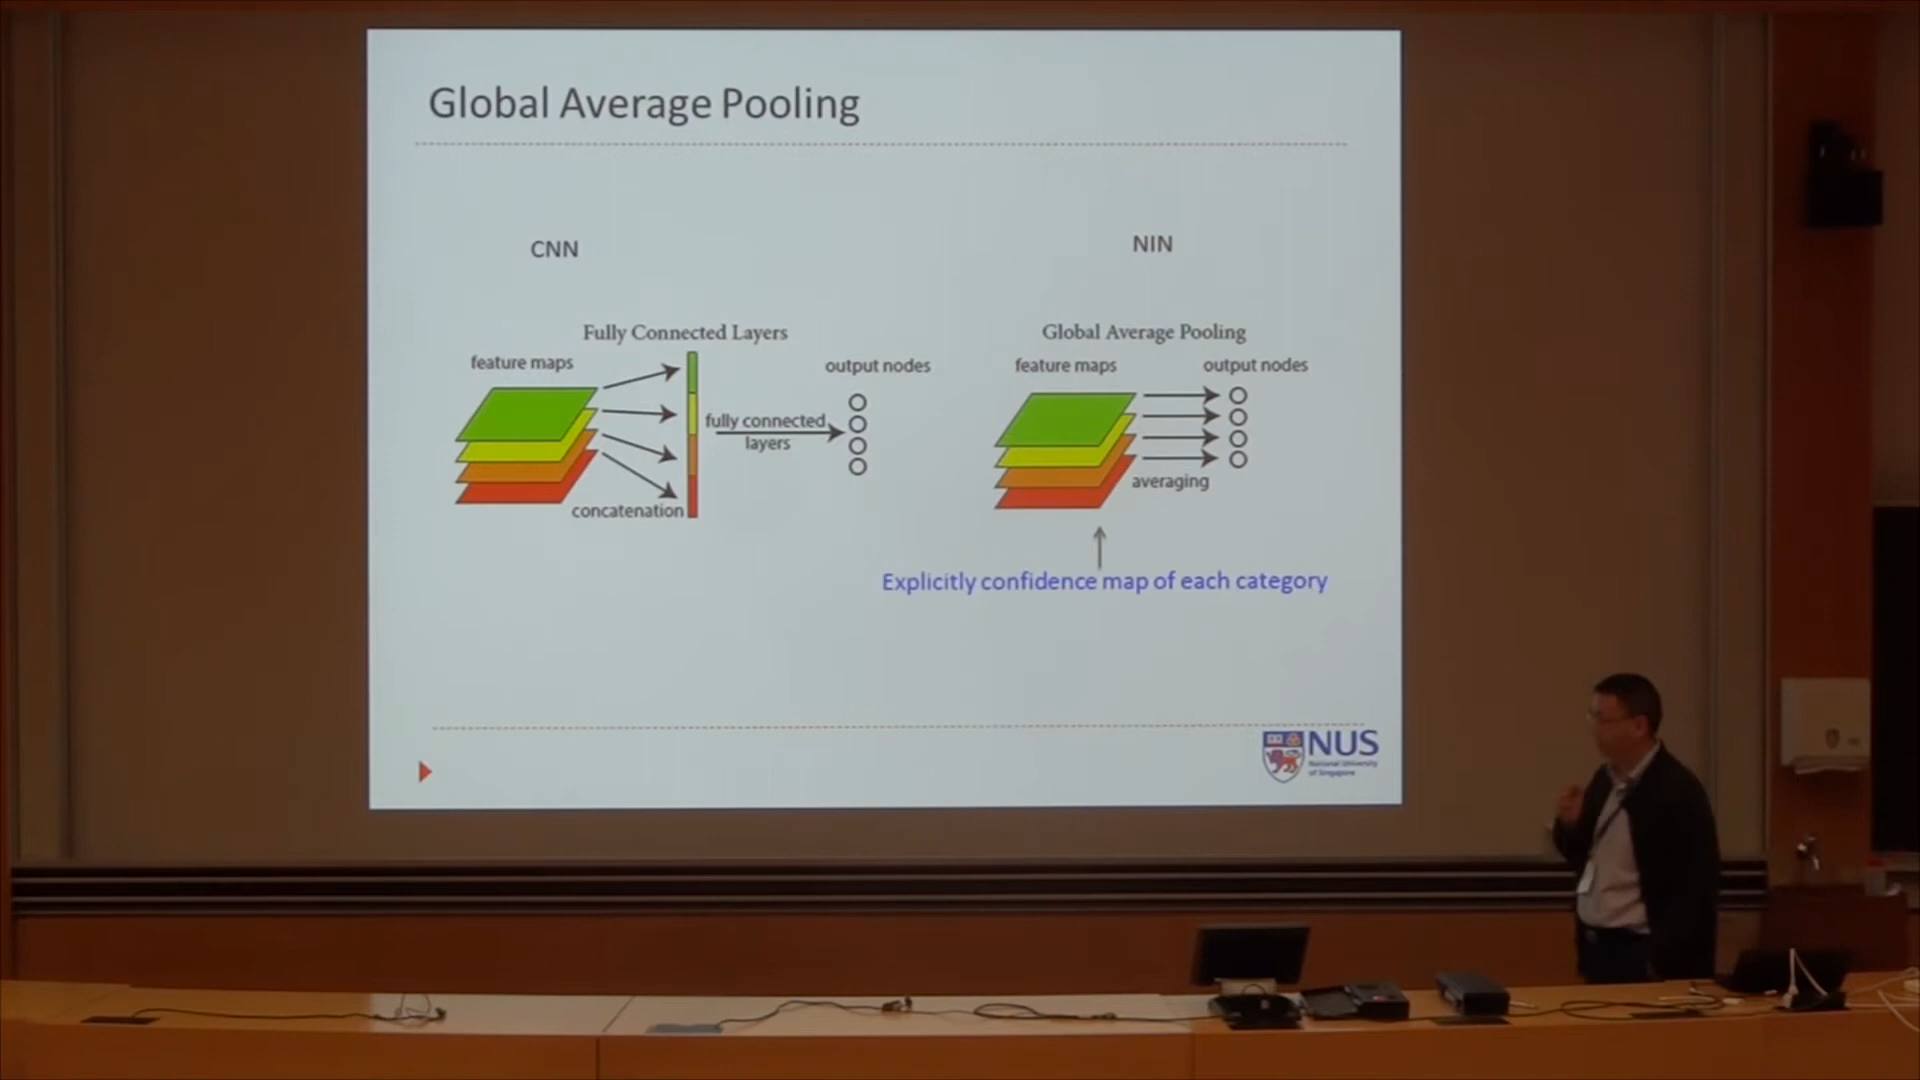 Global Average Pooling
CNN
Fully Connected Layers
feature maps
output nodes
fully connected
layers
concatenation
NIN
Global Average Pooling
feature maps
output nodes
averaging
Explicitly confidence map of each category
NUS
National University
of Singapore